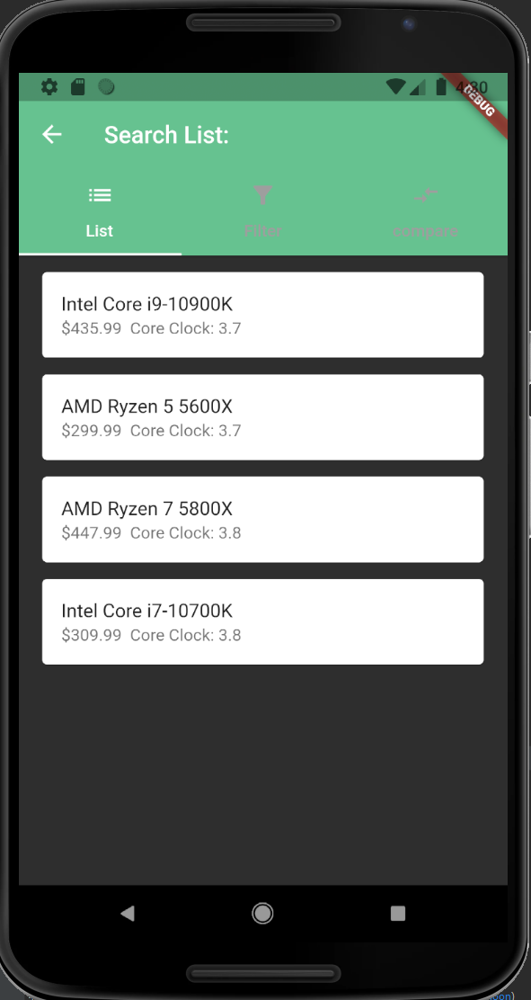 4:30
DEBUG
Search List:
List
Filter
compare
Intel Core i9-10900K
$435.99 Core Clock: 3.7
AMD Ryzen 5 5600X
$299.99 Core Clock: 3.7
AMD Ryzen 7 5800X
$447.99 Core Clock: 3.8
Intel Core i7-10700K
$309.99 Core Clock: 3.8